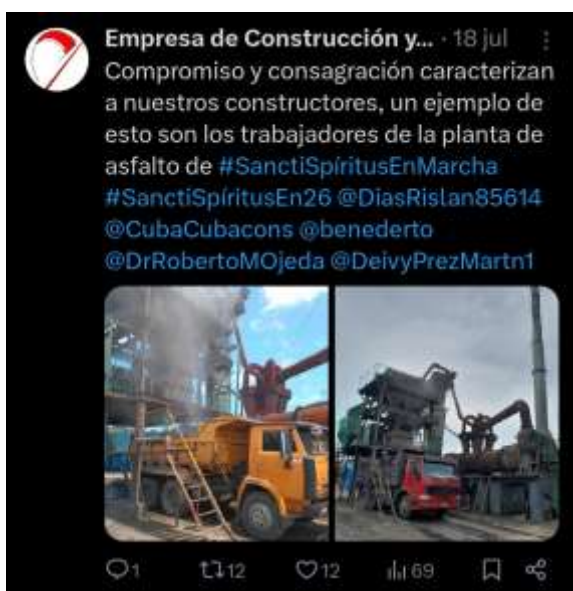 Empresa de Construcción y... · 18 jul
Compromiso y consagración caracterizan
a nuestros constructores, un ejemplo de
esto son los trabajadores de la planta de
asfalto de #SanctiSpíritusEnMarcha
#SanctiSpíritusEn26 @DiasRislan85614
@CubaCubacons @benederto
@DrRobertoMOjeda @DeivyPrezMartn1
1 12 12 69